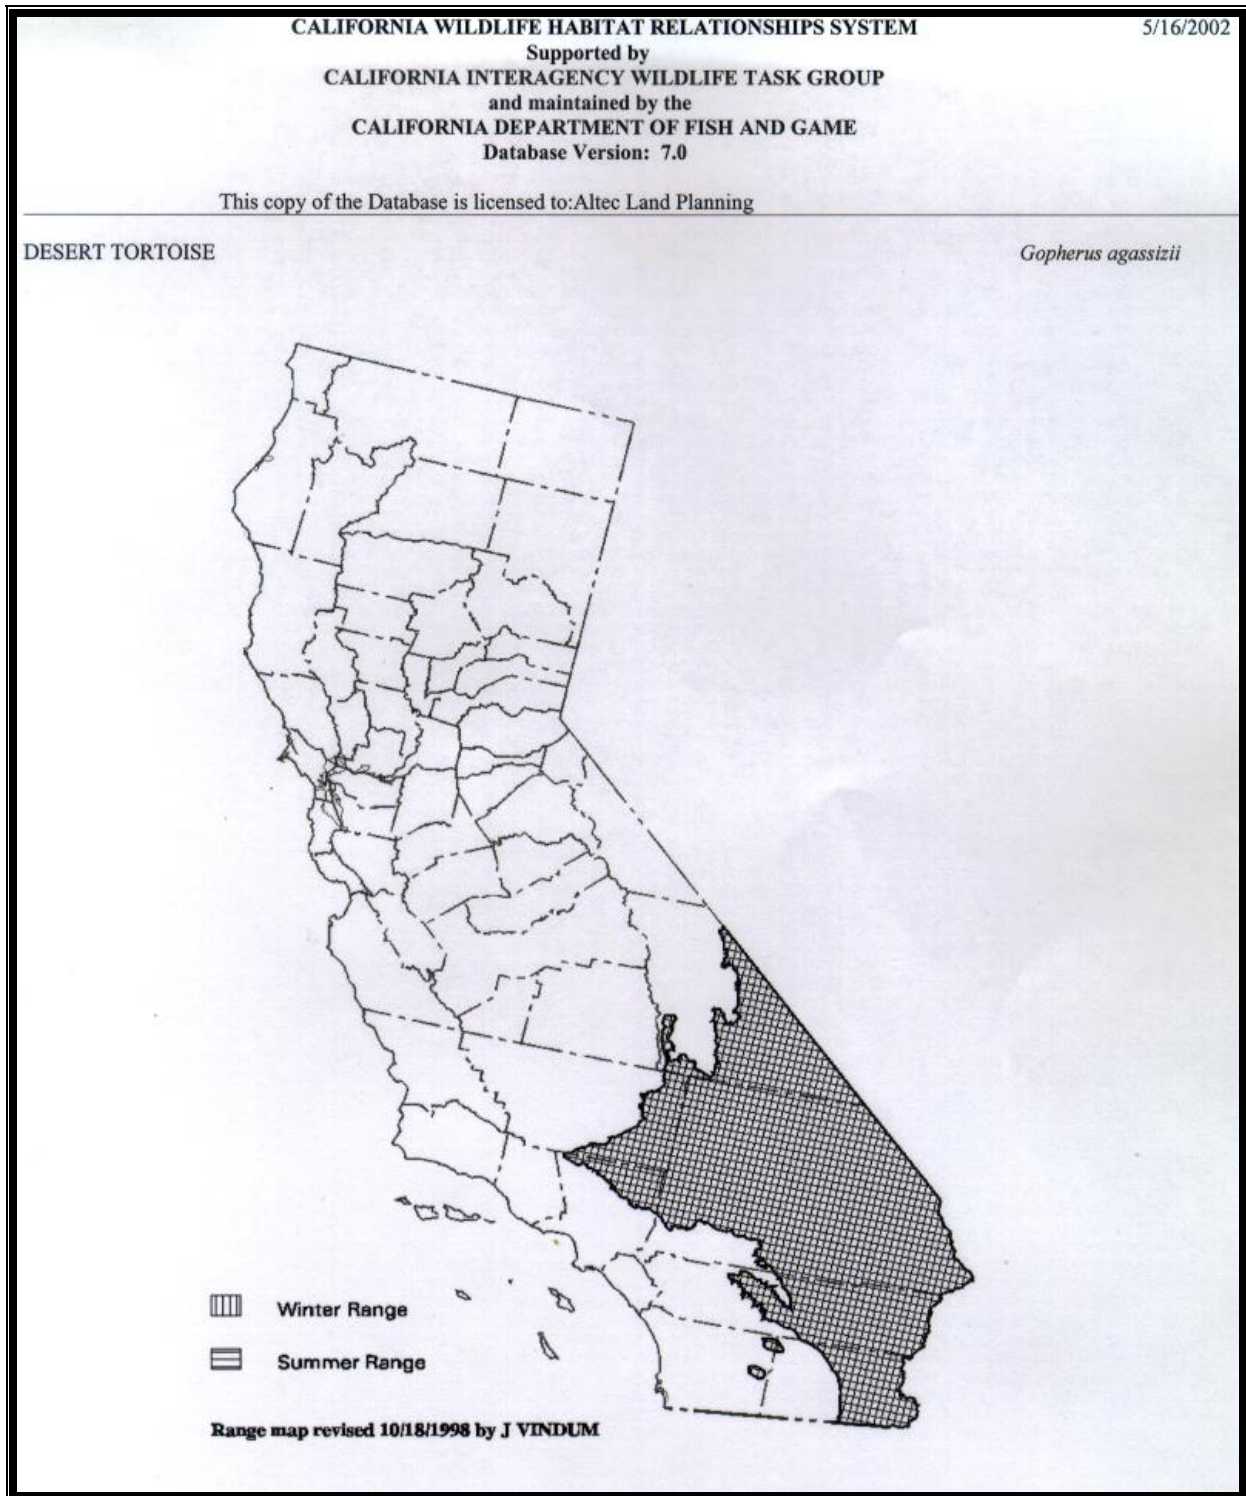 CALIFORNIA WILDLIFE HABITAT RELATIONSHIPS SYSTEM 5/16/2002
Supported by
CALIFORNIA INTERAGENCY WILDLIFE TASK GROUP
and maintained by the
CALIFORNIA DEPARTMENT OF FISH AND GAME
Database Version: 7.0
This copy of the Database is licensed to:Altec Land Planning
DESERT TORTOISE Gopherus agassizii
Winter Range
Summer Range
Range map revised 10/18/1998 by J VINDUM